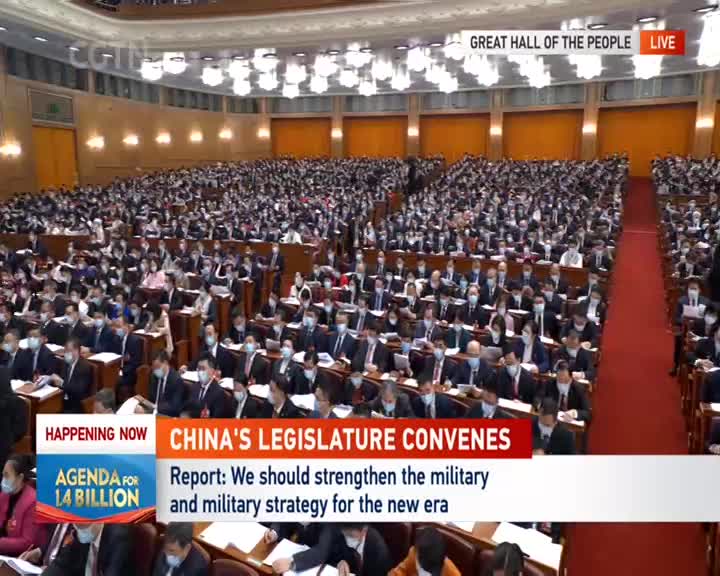 CGTN
GREAT HALL OF THE PEOPLE LIVE
HAPPENING NOW
CHINA'S LEGISLATURE CONVENES
AGENDA FOR
1.4 BILLION
Report: We should strengthen the military
and military strategy for the new era